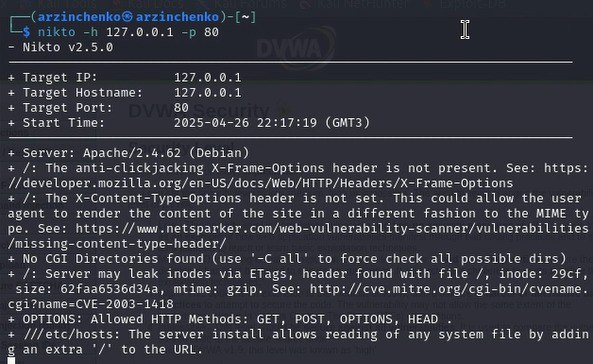 (arzinchenko㉿arzinchenko)-[~]
$ nikto -h 127.0.0.1 -p 80
- Nikto v2.5.0
+ Target IP: 127.0.0.1
+ Target Hostname: 127.0.0.1
+ Target Port: 80
+ Start Time: 2025-04-26 22:17:19 (GMT3)
+ Server: Apache/2.4.62 (Debian)
+ /: The anti-clickjacking X-Frame-Options header is not present. See: https:
//developer.mozilla.org/en-US/docs/Web/HTTP/Headers/X-Frame-Options
+ /: The X-Content-Type-Options header is not set. This could allow the user
agent to render the content of the site in a different fashion to the MIME ty
pe. See: https://www.netsparker.com/web-vulnerability-scanner/vulnerabilities
/missing-content-type-header/
+ No CGI Directories found (use '-C all' to force check all possible dirs)
+ /: Server may leak inodes via ETags, header found with file /, inode: 29cf,
size: 62faa6536d34a, mtime: gzip. See: http://cve.mitre.org/cgi-bin/cvename.
cgi?name=CVE-2003-1418
+ OPTIONS: Allowed HTTP Methods: GET, POST, OPTIONS, HEAD .
+ ///etc/hosts: The server install allows reading of any system file by addin
g an extra '/' to the URL.
DVWA